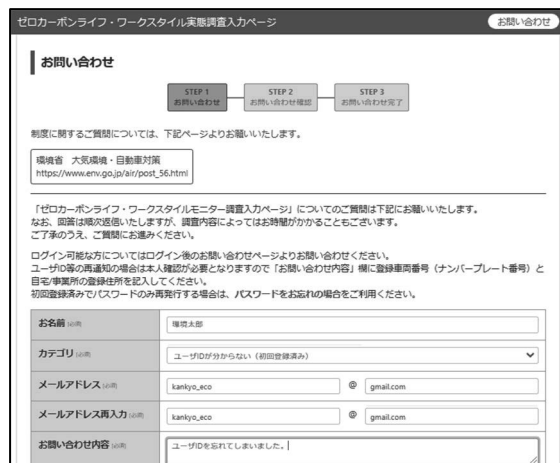 ゼロカーボンライフ・ワークスタイル実態調査入力ページ
お問い合わせ
お問い合わせ
STEP 1
お問い合わせ
STEP 2
お問い合わせ確認
STEP 3
お問い合わせ完了
制度に関するご質問については、下記ページよりお願いいたします。
環境省 大気環境・自動車対策
https://www.env.go.jp/air/post_56.html
「ゼロカーボンライフ・ワークスタイルモニター調査入力ページ」についてのご質問は下記にお願いいたします。
なお、回答は順次返信いたしますが、調査内容によってはお時間がかかることもございます。
ご了承のうえ、ご質問にお進みください。
ログイン可能な方についてはログイン後のお問い合わせページよりお問い合わせください。
ユーザID等の再通知の場合は本人確認が必要となりますので「お問い合わせ内容」欄に登録車両番号（ナンバープレート番号）と
自宅/事業所の登録住所を記入してください。
初回登録済みでパスワードのみ再発行する場合は、パスワードをお忘れの場合をご利用ください。
お名前 [必須]
環境太郎
カテゴリ [必須]
ユーザIDが分からない（初回登録済み）
メールアドレス [必須]
kankyo_eco @ gmail.com
メールアドレス再入力 [必須]
kankyo_eco @ gmail.com
お問い合わせ内容 [必須]
ユーザIDを忘れてしまいました。